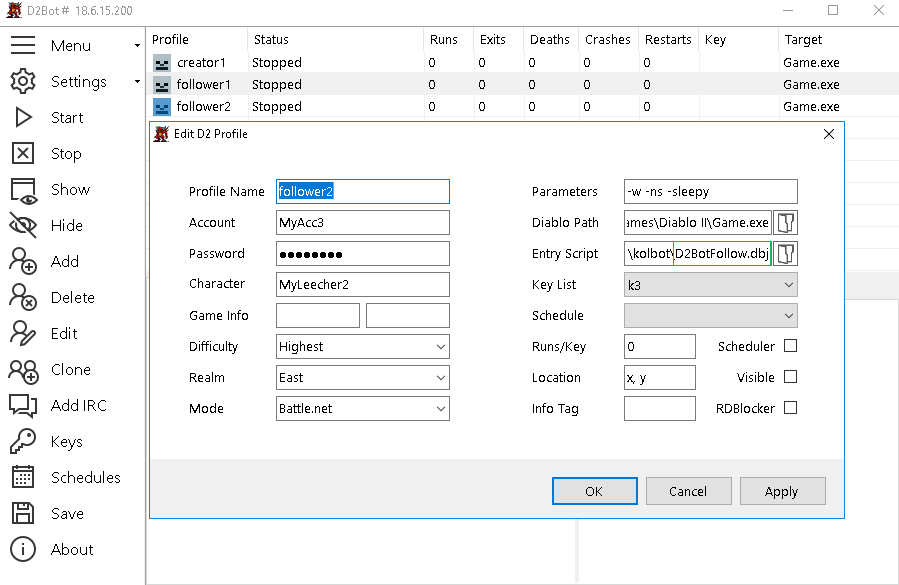 D2Bot # 18.6.15.200
Menu
Settings
Start
Stop
Show
Hide
Add
Delete
Edit
Clone
Add IRC
Keys
Schedules
Save
About
Profile Status Runs Exits Deaths Crashes Restarts Key Target
creator1 Stopped 0 0 0 0 0 Game.exe
follower1 Stopped 0 0 0 0 0 Game.exe
follower2 Stopped 0 0 0 0 0 Game.exe
Edit D2 Profile
Profile Name follower2
Account MyAcc3
Password ●●●●●●●●
Character MyLeecher2
Game Info
Difficulty Highest
Realm East
Mode Battle.net
Parameters -w -ns -sleepy
Diablo Path ames\Diablo II\Game.exe
Entry Script \kolbot\D2BotFollow.dbj
Key List k3
Schedule
Runs/Key 0 Scheduler
Location x, y Visible
Info Tag RDBlocker
OK Cancel Apply